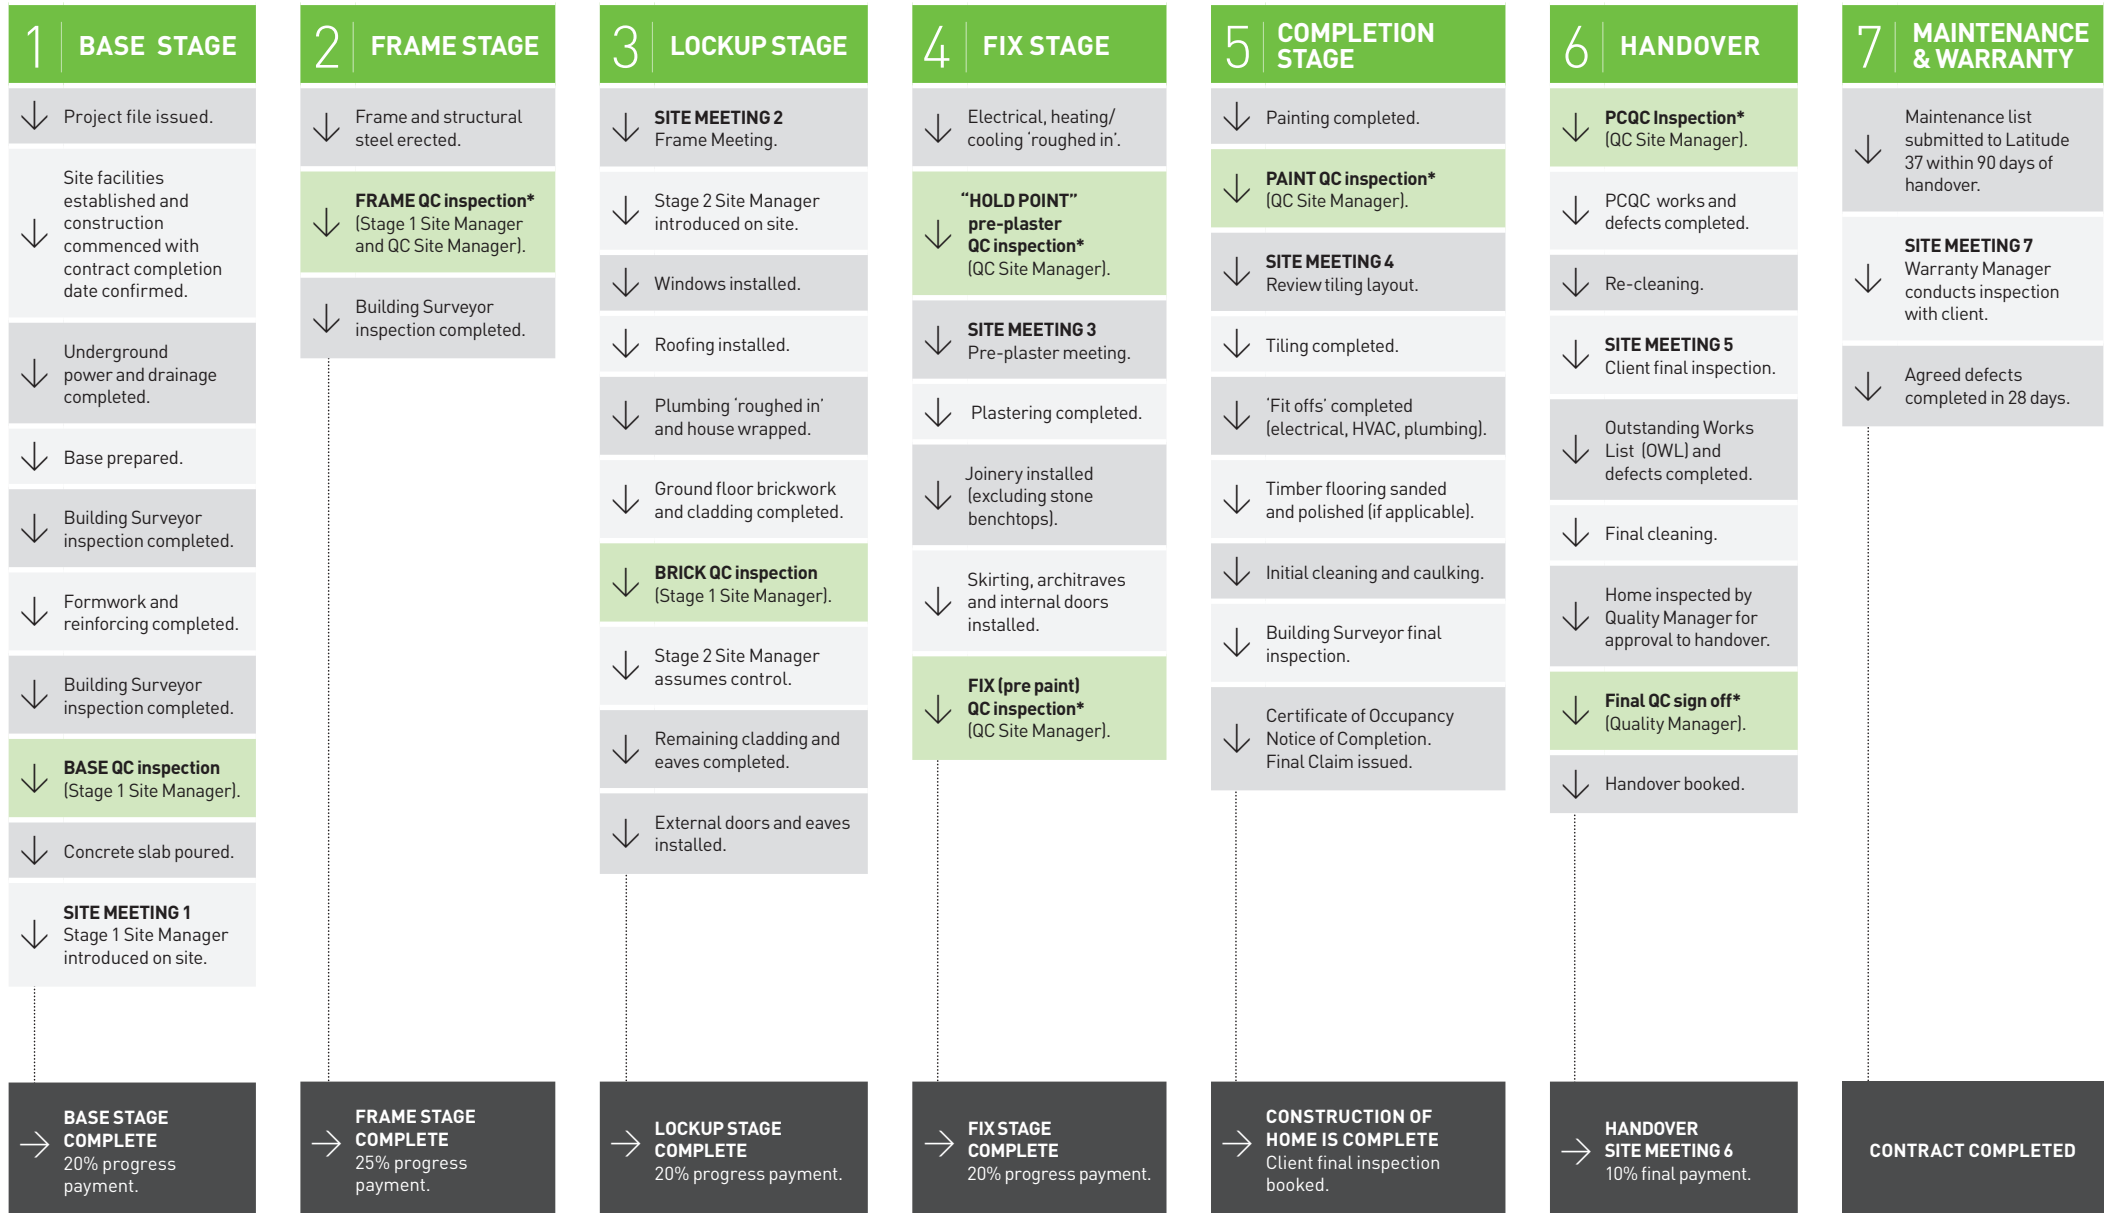 1 BASE STAGE
Project file issued.
Site facilities
established and
construction
commenced with
contract completion
date confirmed.
Underground
power and drainage
completed.
Base prepared.
Building Surveyor
inspection completed.
Formwork and
reinforcing completed.
Building Surveyor
inspection completed.
BASE QC inspection
(Stage 1 Site Manager).
Concrete slab poured.
SITE MEETING 1
Stage 1 Site Manager
introduced on site.
BASE STAGE
COMPLETE
20% progress
payment.
2 FRAME STAGE
Frame and structural
steel erected.
FRAME QC inspection*
(Stage 1 Site Manager
and QC Site Manager).
Building Surveyor
inspection completed.
FRAME STAGE
COMPLETE
25% progress
payment.
3 LOCKUP STAGE
SITE MEETING 2
Frame Meeting.
Stage 2 Site Manager
introduced on site.
Windows installed.
Roofing installed.
Plumbing ‘roughed in’
and house wrapped.
Ground floor brickwork
and cladding completed.
BRICK QC inspection
(Stage 1 Site Manager).
Stage 2 Site Manager
assumes control.
Remaining cladding and
eaves completed.
External doors and eaves
installed.
LOCKUP STAGE
COMPLETE
20% progress payment.
4 FIX STAGE
Electrical, heating/
cooling ‘roughed in’.
“HOLD POINT”
pre-plaster
QC inspection*
(QC Site Manager).
SITE MEETING 3
Pre-plaster meeting.
Plastering completed.
Joinery installed
(excluding stone
benchtops).
Skirting, architraves
and internal doors
installed.
FIX (pre paint)
QC inspection*
(QC Site Manager).
FIX STAGE
COMPLETE
20% progress payment.
5 COMPLETION
STAGE
Painting completed.
PAINT QC inspection*
(QC Site Manager).
SITE MEETING 4
Review tiling layout.
Tiling completed.
‘Fit offs’ completed
(electrical, HVAC, plumbing).
Timber flooring sanded
and polished (if applicable).
Initial cleaning and caulking.
Building Surveyor final
inspection.
Certificate of Occupancy
Notice of Completion.
Final Claim issued.
CONSTRUCTION OF
HOME IS COMPLETE
Client final inspection
booked.
6 HANDOVER
PCQC Inspection*
(QC Site Manager).
PCQC works and
defects completed.
Re-cleaning.
SITE MEETING 5
Client final inspection.
Outstanding Works
List (OWL) and
defects completed.
Final cleaning.
Home inspected by
Quality Manager for
approval to handover.
Final QC sign off*
(Quality Manager).
Handover booked.
HANDOVER
SITE MEETING 6
10% final payment.
7 MAINTENANCE
& WARRANTY
Maintenance list
submitted to Latitude
37 within 90 days of
handover.
SITE MEETING 7
Warranty Manager
conducts inspection
with client.
Agreed defects
completed in 28 days.
CONTRACT COMPLETED